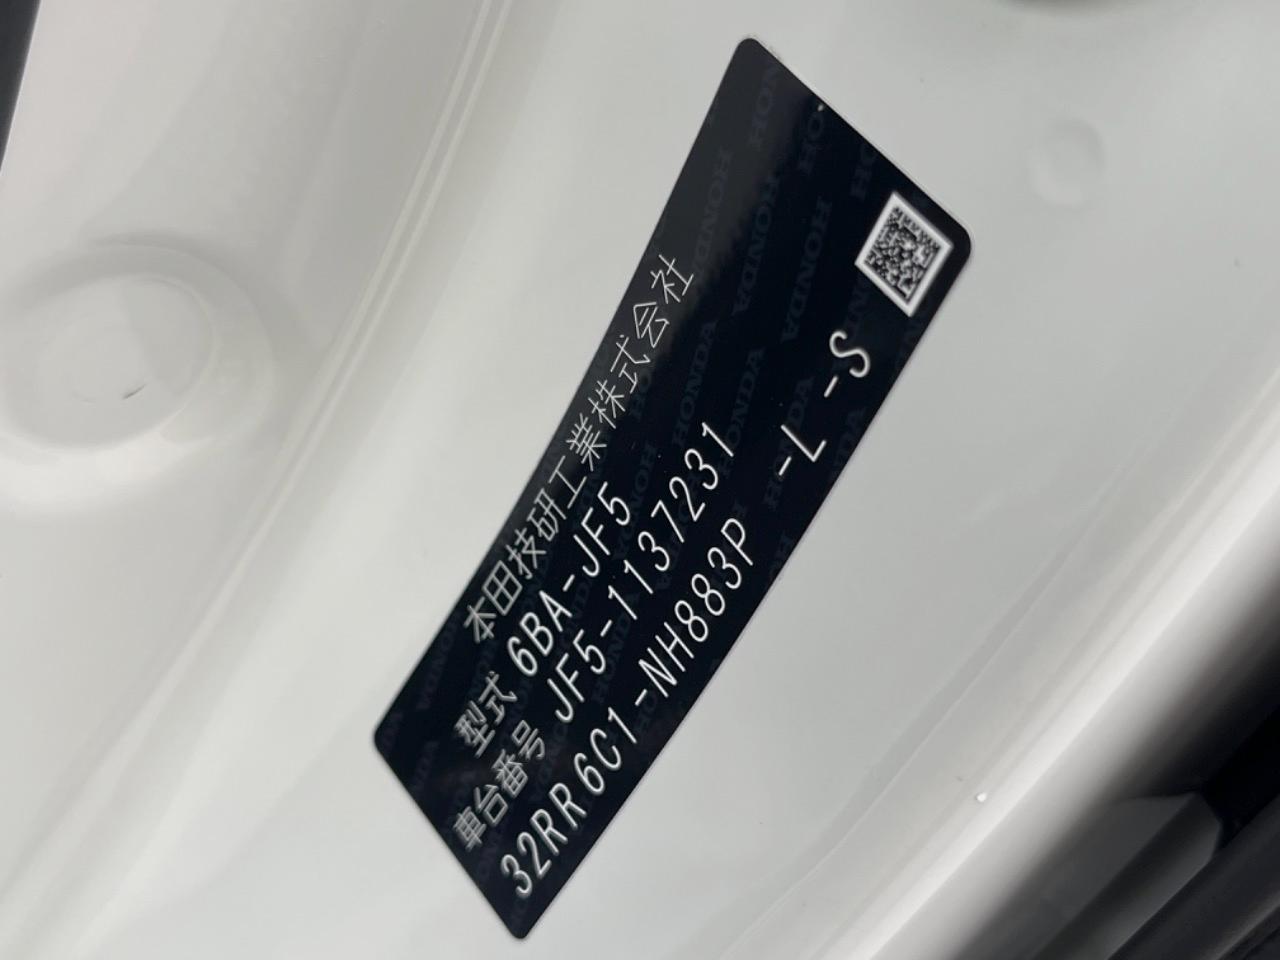 本田技研工業株式会社
型式 6BA-JF5
車台番号 JF5-1137231
32RR6C1-NH883P -L -S